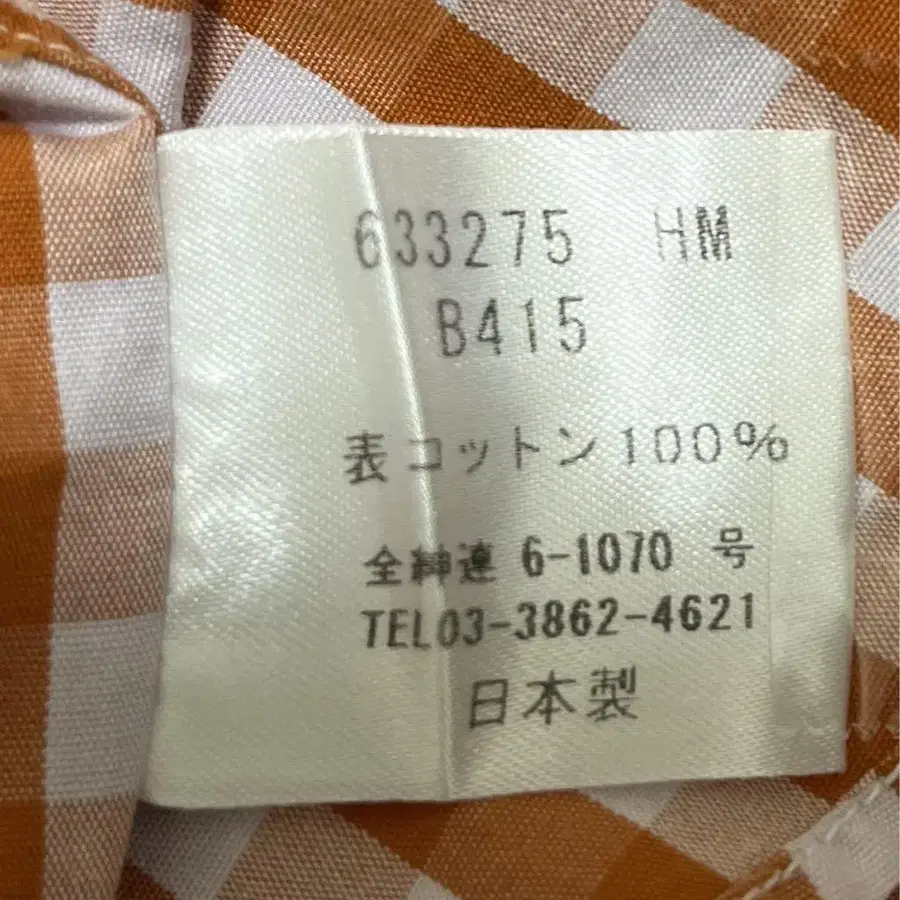 633275 HM
B415
表コットン100%
全紳連 6-1070 号
TEL03-3862-4621
日本製